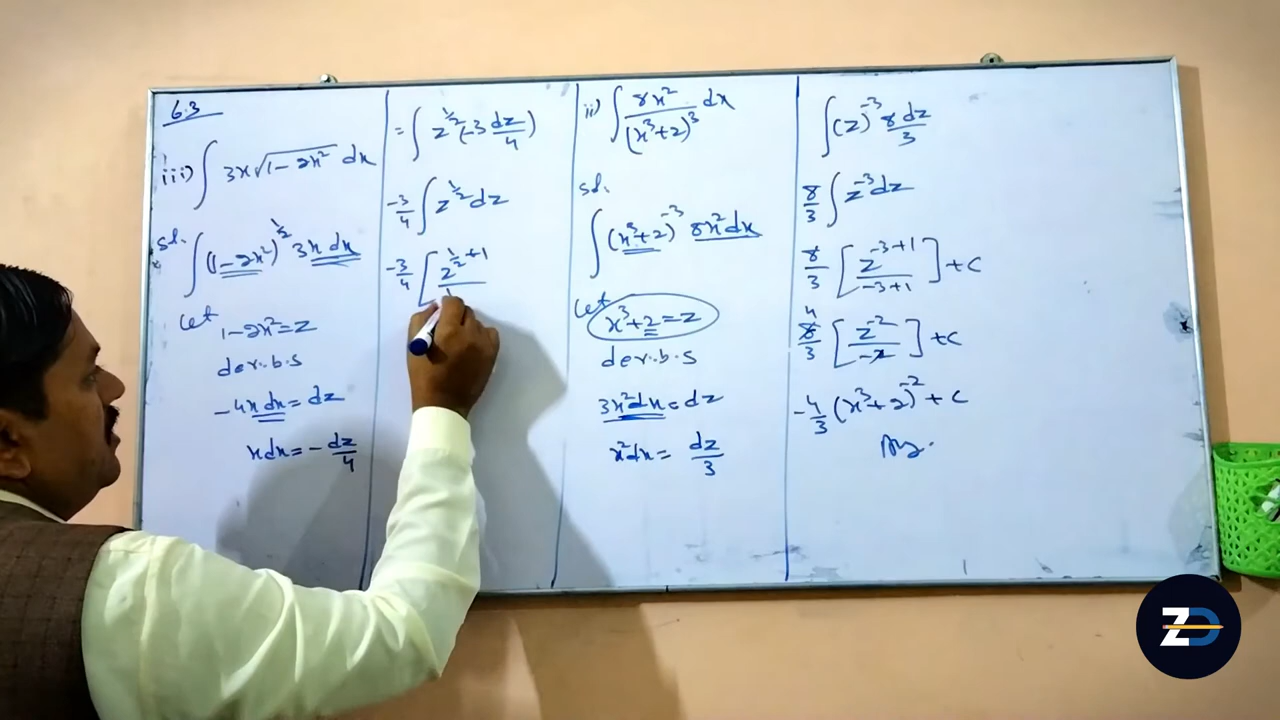 6.3
iii) ∫ 3x√(1-2x²) dx
Sol.
∫ (1-2x²)^(1/2) 3x dx
Let
1-2x² = z
der. b.s
-4x dx = dz
x dx = - dz/4
= ∫ z^(1/2) (-3 dz/4)
-3/4 ∫ z^(1/2) dz
-3/4 [ z^(1/2+1)/1
ii) ∫ 8x²/(x³+2)³ dx
Sol.
∫ (x³+2)^(-3) 8x² dx
Let
x³+2 = z
der. b.s
3x² dx = dz
x² dx = dz/3
∫ (z)^(-3) 8 dz/3
8/3 ∫ z^(-3) dz
8/3 [ z^(-3+1)/(-3+1) ] + c
4
8/3 [ z^(-2)/(-2) ] + c
-4/3 (x³+2)^(-2) + c
Ans.
ZD